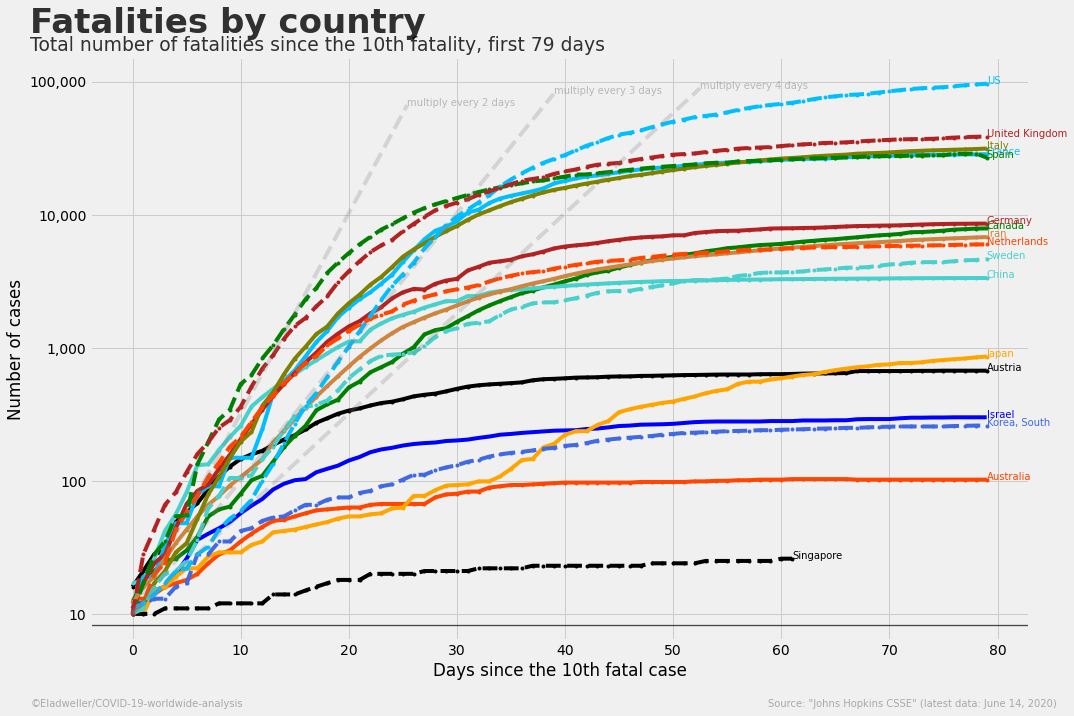 Fatalities by country
Total number of fatalities since the 10th fatality, first 79 days
100,000
10,000
1,000
100
10
Number of cases
multiply every 2 days
multiply every 3 days
multiply every 4 days
US
United Kingdom
Italy
Spain
Germany
Canada
Iran
Netherlands
Sweden
China
Japan
Austria
Israel
Korea, South
Australia
Singapore
0 10 20 30 40 50 60 70 80
Days since the 10th fatal case
©Eladweller/COVID-19-worldwide-analysis
Source: "Johns Hopkins CSSE" (latest data: June 14, 2020)